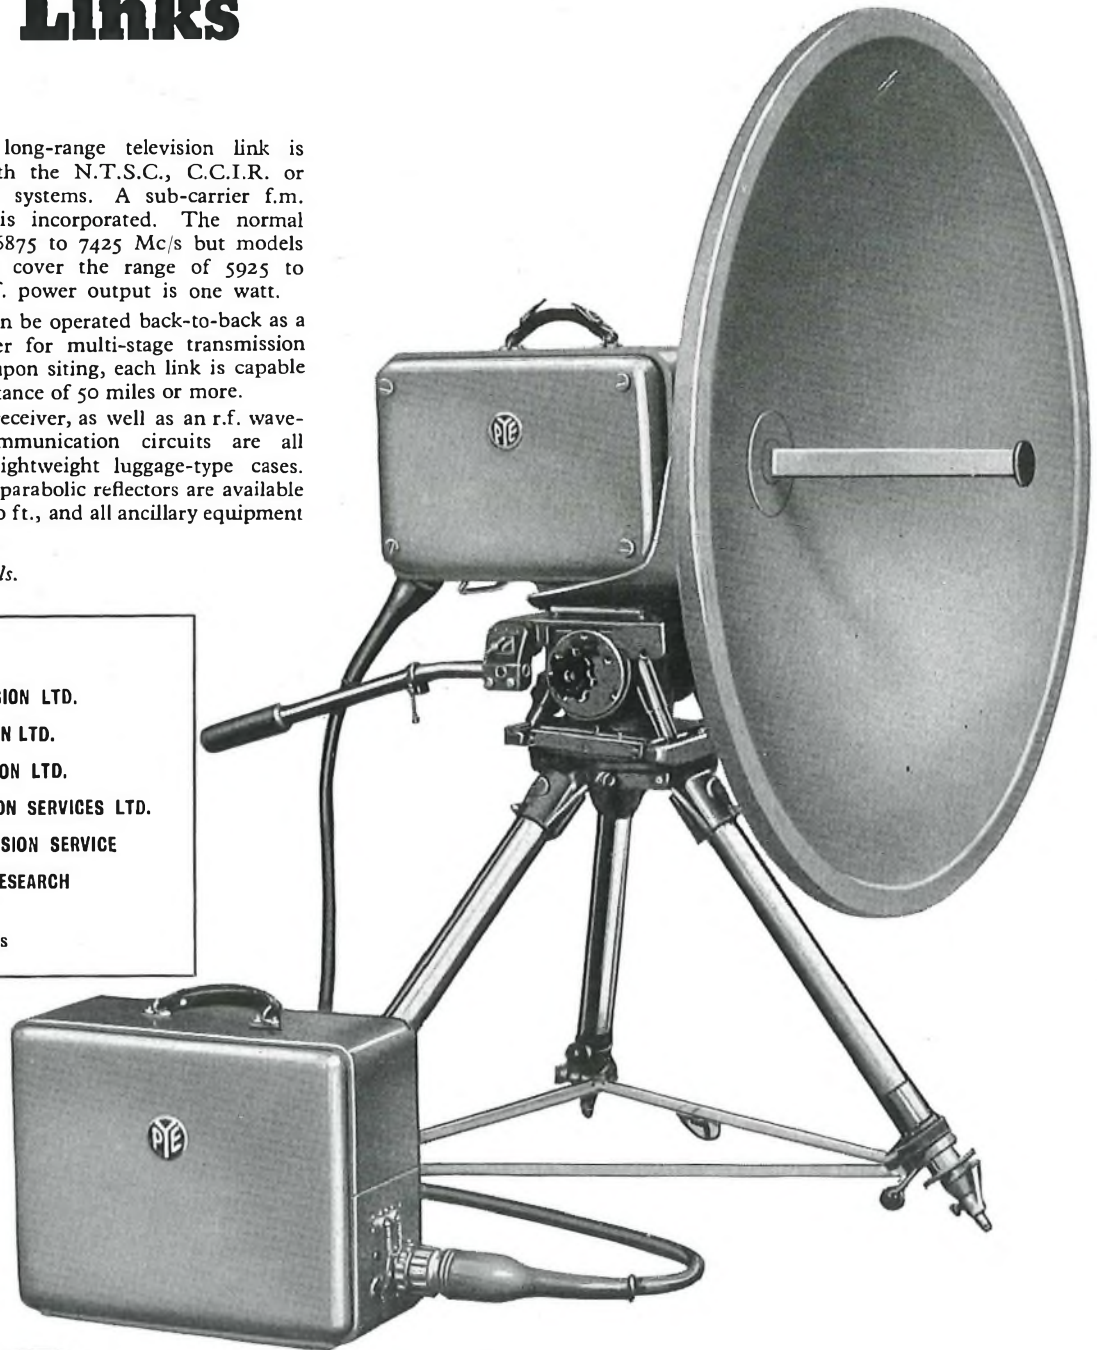 Links
long-range television link is
th the N.T.S.C., C.C.I.R. or
systems. A sub-carrier f.m.
is incorporated. The normal
6875 to 7425 Mc/s but models
cover the range of 5925 to
f. power output is one watt.
n be operated back-to-back as a
er for multi-stage transmission
upon siting, each link is capable
tance of 50 miles or more.
receiver, as well as an r.f. wave-
mmunication circuits are all
ightweight luggage-type cases.
parabolic reflectors are available
o ft., and all ancillary equipment
ls.
SION LTD.
N LTD.
ON LTD.
ON SERVICES LTD.
SION SERVICE
ESEARCH
s
PYE
PYE